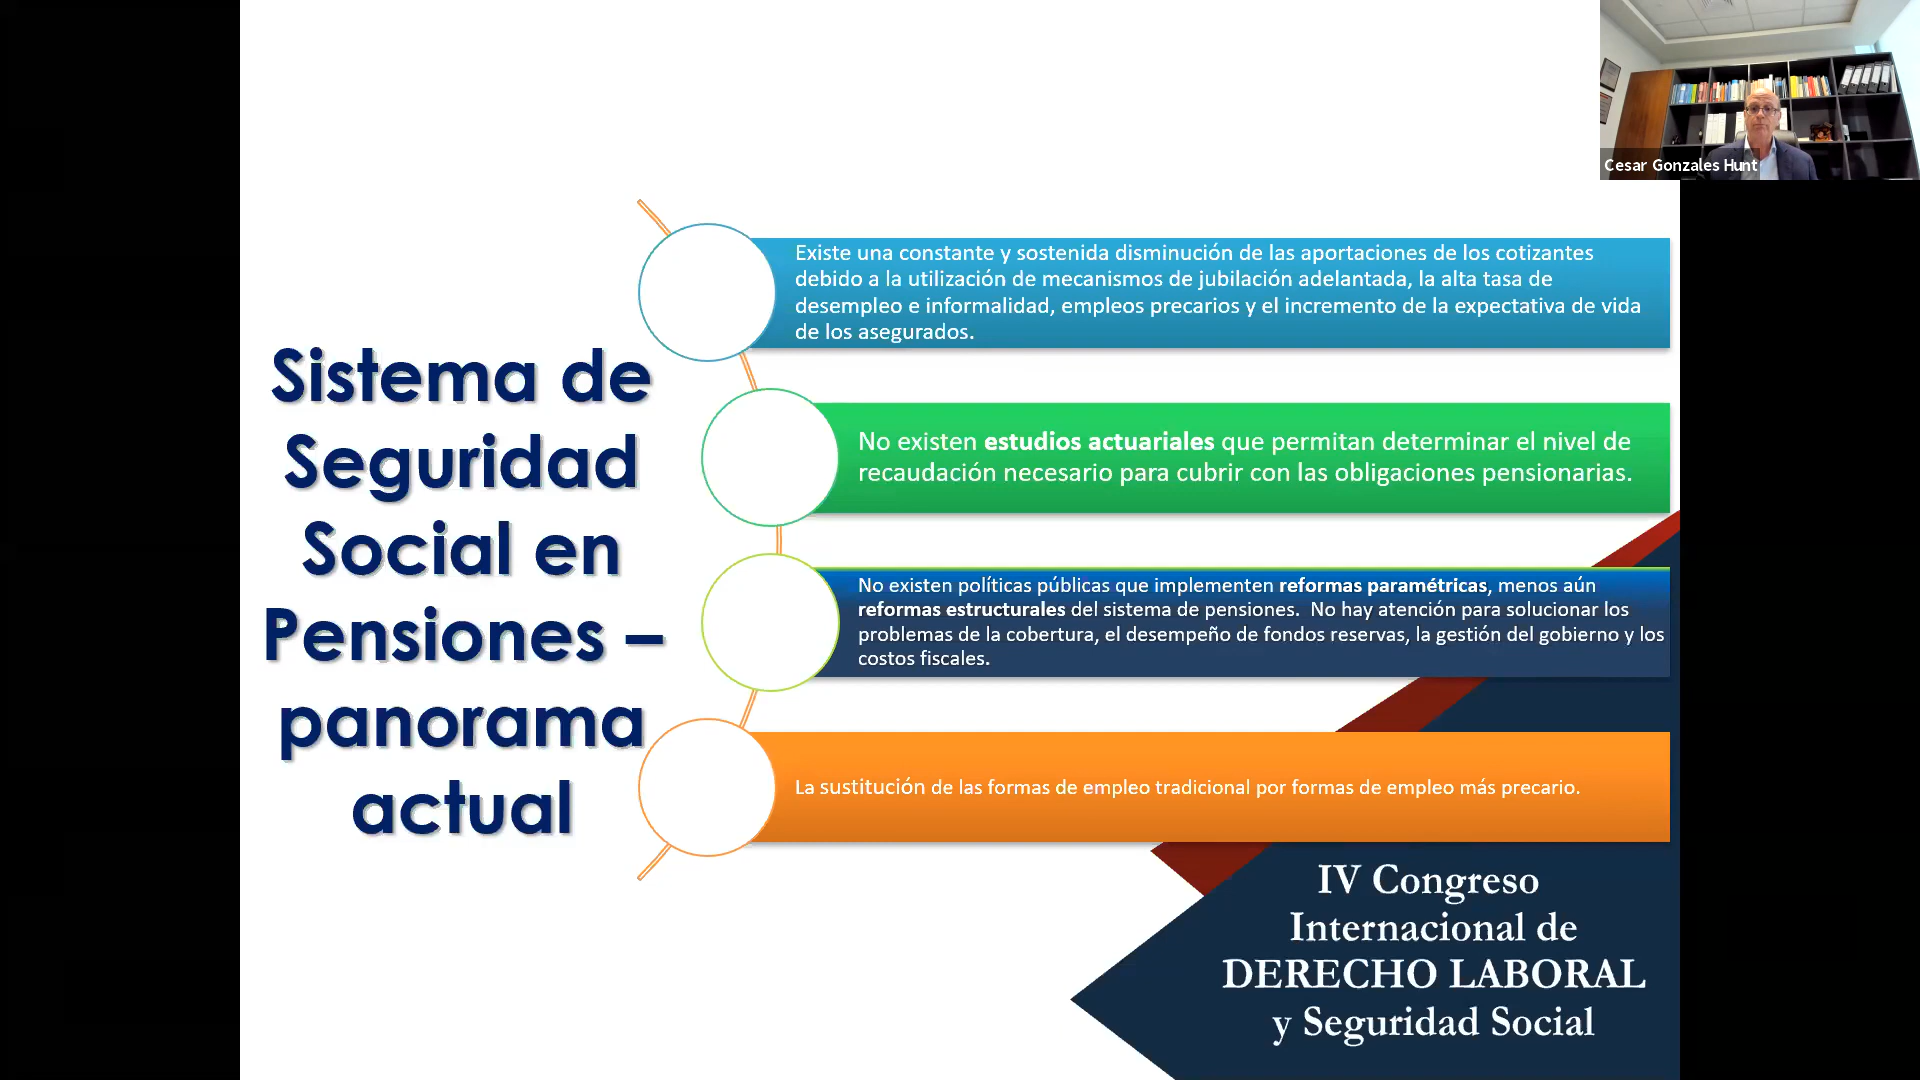 Cesar Gonzales Hunt
Sistema de
Seguridad
Social en
Pensiones –
panorama
actual
Existe una constante y sostenida disminución de las aportaciones de los cotizantes
debido a la utilización de mecanismos de jubilación adelantada, la alta tasa de
desempleo e informalidad, empleos precarios y el incremento de la expectativa de vida
de los asegurados.
No existen estudios actuariales que permitan determinar el nivel de
recaudación necesario para cubrir con las obligaciones pensionarias.
No existen políticas públicas que implementen reformas paramétricas, menos aún
reformas estructurales del sistema de pensiones. No hay atención para solucionar los
problemas de la cobertura, el desempeño de fondos reservas, la gestión del gobierno y los
costos fiscales.
La sustitución de las formas de empleo tradicional por formas de empleo más precario.
IV Congreso
Internacional de
DERECHO LABORAL
y Seguridad Social